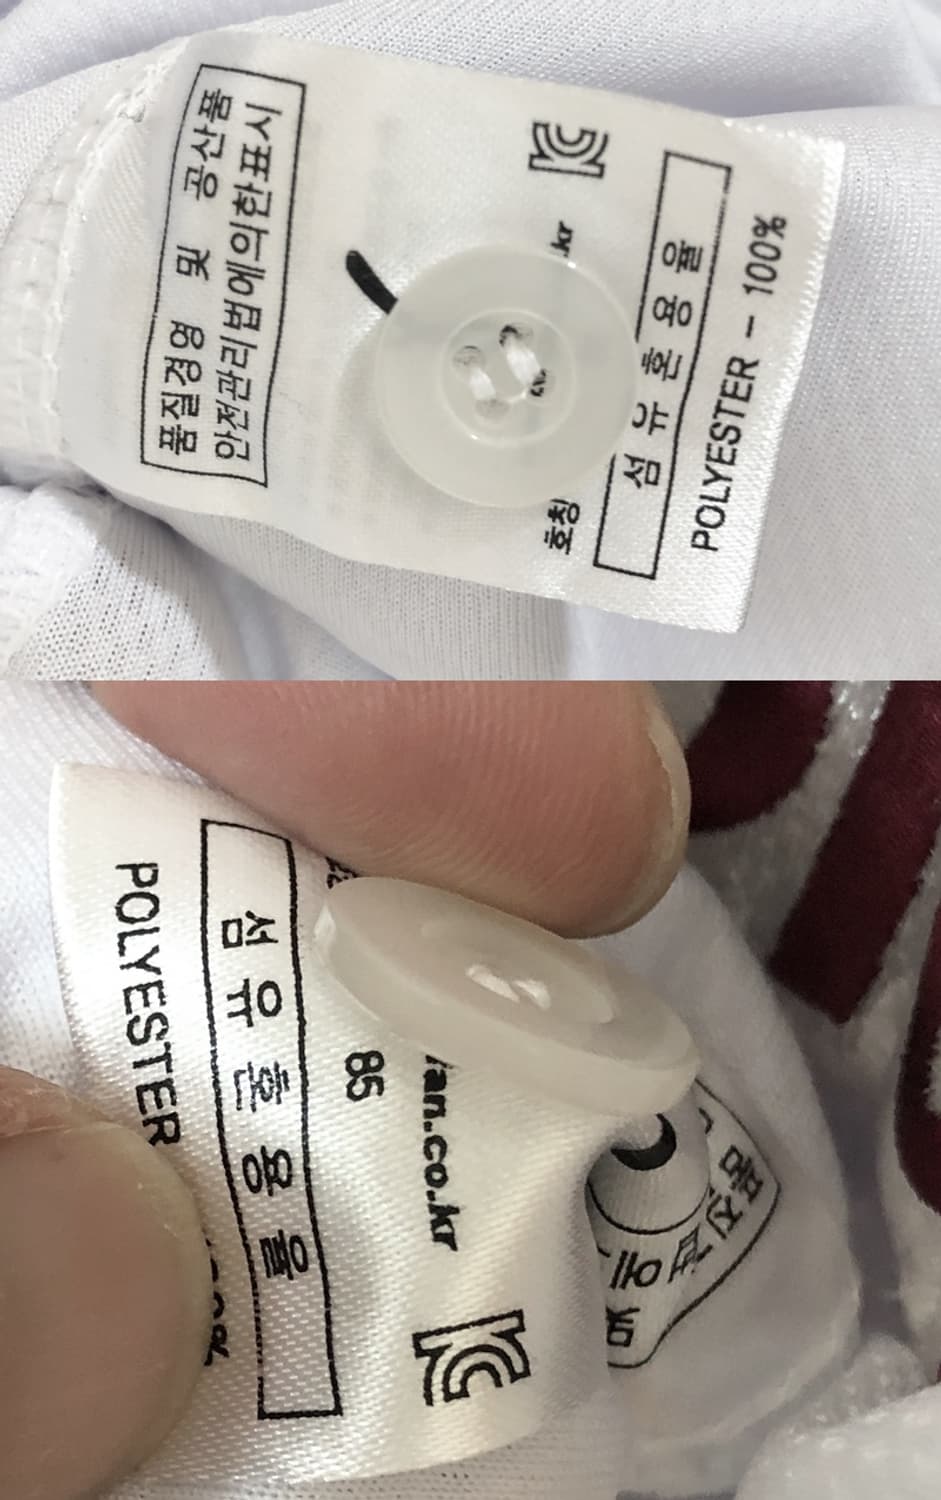 품질경영 및 공산품
안전관리법에의한표시
.kr
호칭
섬유혼용율
POLYESTER - 100%
POLYESTER
섬유혼용율
85
an.co.kr